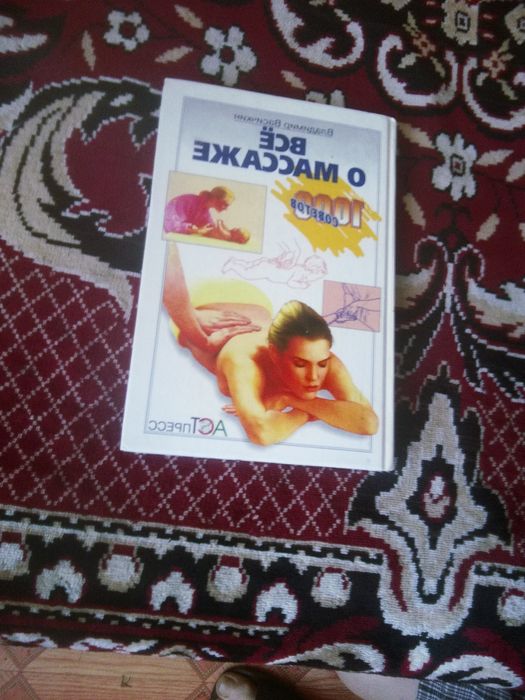 Владимир Васичкин
ВСЁ
О МАССАЖЕ
1000
СОВЕТОВ
АСТ ПРЕСС